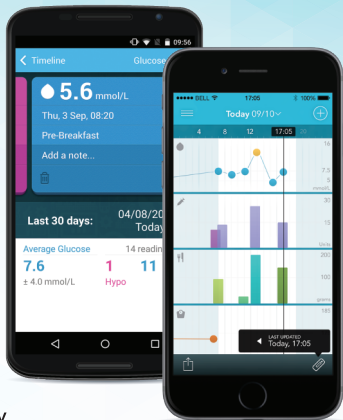 09:56
Timeline
Glucose
5.6 mmol/L
Thu, 3 Sep, 08:20
Pre-Breakfast
Add a note...
Last 30 days:
04/08/20
Today
Average Glucose
14 readin
7.6
1
11
± 4.0 mmol/L
Hypo
DELL
17:05
100%
Today 09/10
4
8
12
17:05
20
16
7.5
5
mmol/L
30
15
200
100
grams
185
LAST UPDATED
Today, 17:05